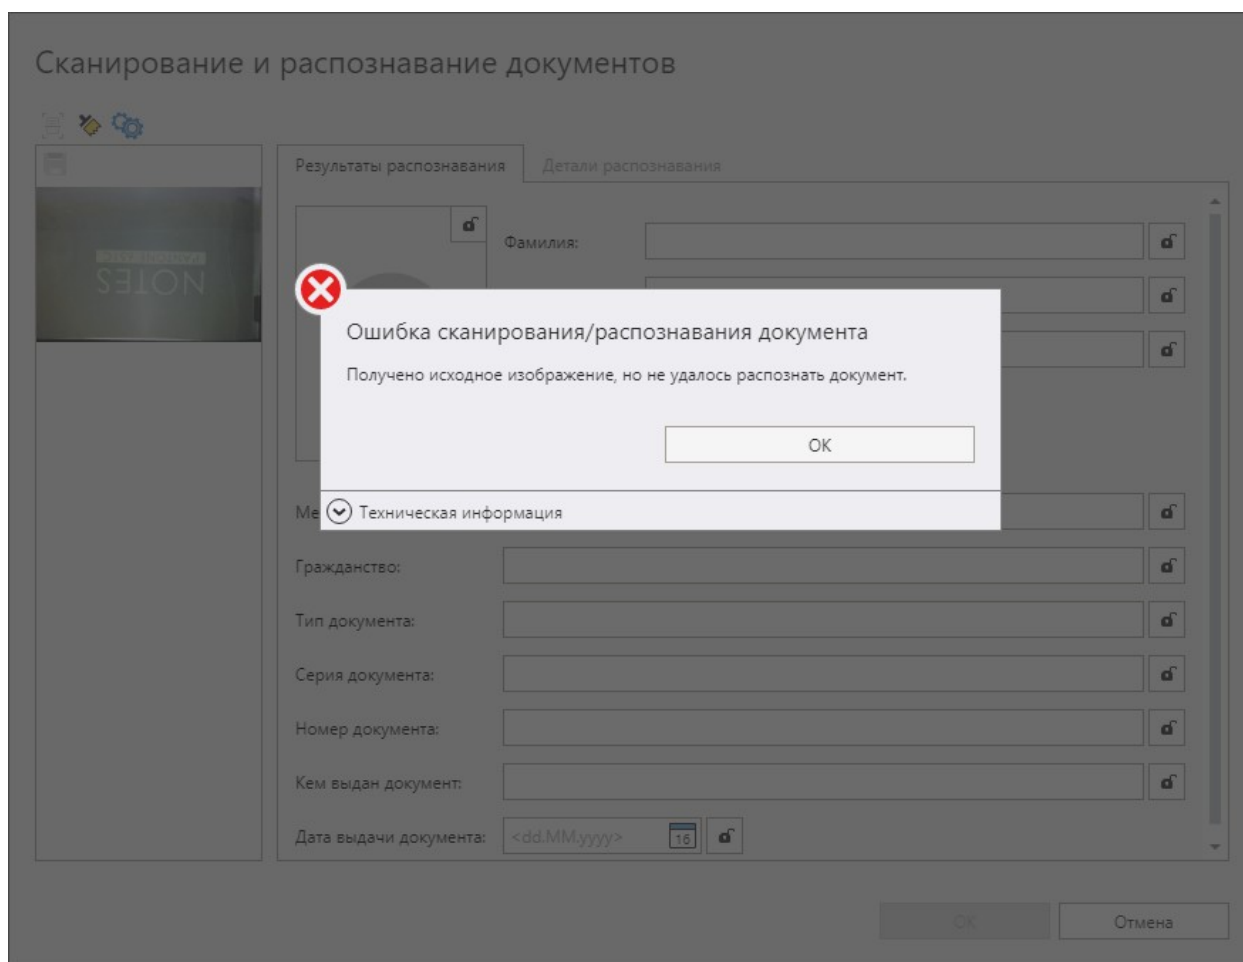 Сканирование и распознавание документов
Результаты распознавания
Детали распознавания
NOTES
Фамилия:
Ошибка сканирования/распознавания документа
Получено исходное изображение, но не удалось распознать документ.
OK
Техническая информация
Ме
Гражданство:
Тип документа:
Серия документа:
Номер документа:
Кем выдан документ:
Дата выдачи документа:
<dd.MM.yyyy>
16
OK
Отмена